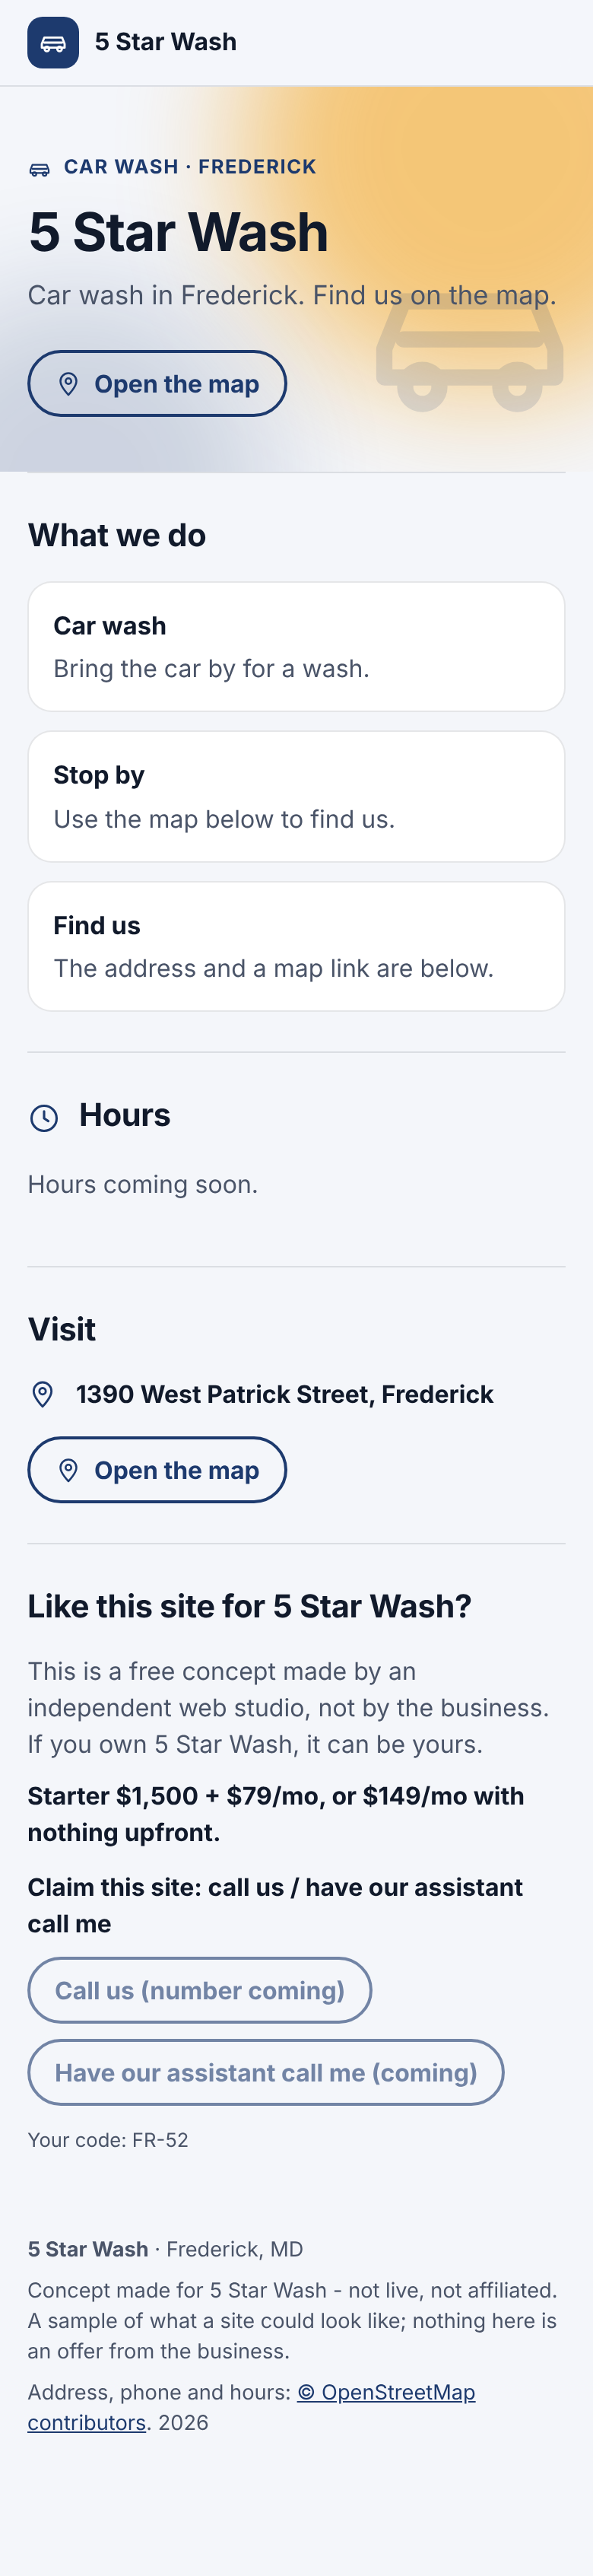 5 Star Wash
CAR WASH · FREDERICK
5 Star Wash
Car wash in Frederick. Find us on the map.
Open the map
What we do
Car wash
Bring the car by for a wash.
Stop by
Use the map below to find us.
Find us
The address and a map link are below.
Hours
Hours coming soon.
Visit
1390 West Patrick Street, Frederick
Open the map
Like this site for 5 Star Wash?
This is a free concept made by an
independent web studio, not by the business.
If you own 5 Star Wash, it can be yours.
Starter $1,500 + $79/mo, or $149/mo with
nothing upfront.
Claim this site: call us / have our assistant
call me
Call us (number coming)
Have our assistant call me (coming)
Your code: FR-52
5 Star Wash · Frederick, MD
Concept made for 5 Star Wash - not live, not affiliated.
A sample of what a site could look like; nothing here is
an offer from the business.
Address, phone and hours: © OpenStreetMap
contributors. 2026